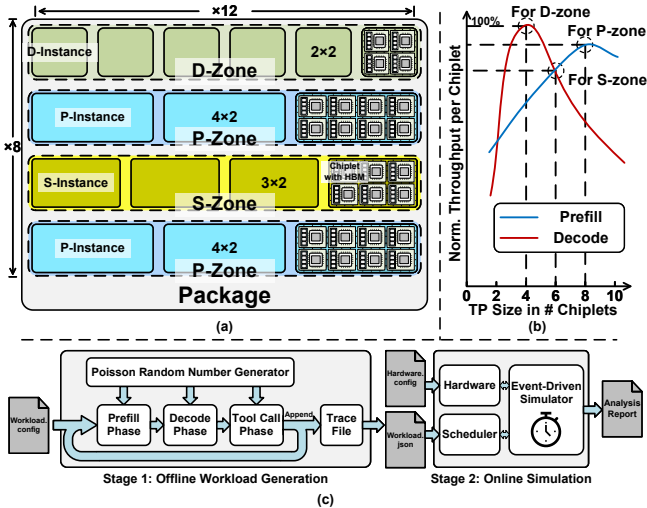 ×12
D-Instance
2×2
D-Zone
P-Instance
4×2
P-Zone
S-Instance
3×2
Chiplet
with HBM
S-Zone
P-Instance
4×2
P-Zone
×8
Package
(a)
Norm. Throughput per Chiplet
100%
For D-zone
For P-zone
For S-zone
Prefill
Decode
0 2 4 6 8 10
TP Size in # Chiplets
(b)
Workload.
config
Poisson Random Number Generator
Prefill
Phase
Decode
Phase
Tool Call
Phase
Append
Trace
File
Stage 1: Offline Workload Generation
Hardware.
config
Workload.
json
Hardware
Scheduler
Event-Driven
Simulator
Analysis
Report
Stage 2: Online Simulation
(c)